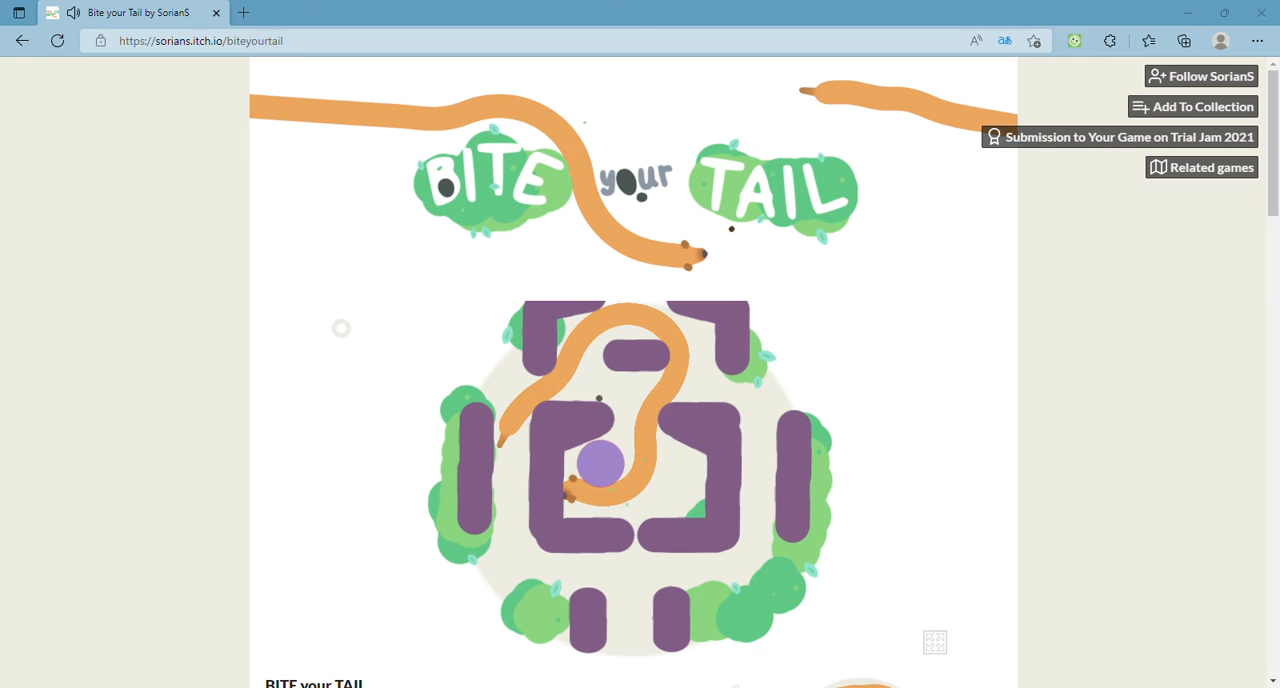 Bite your Tail by SorianS
https://sorians.itch.io/biteyourtail
Follow SorianS
Add To Collection
Submission to Your Game on Trial Jam 2021
Related games
BITE your TAIL
BITE your TAIL